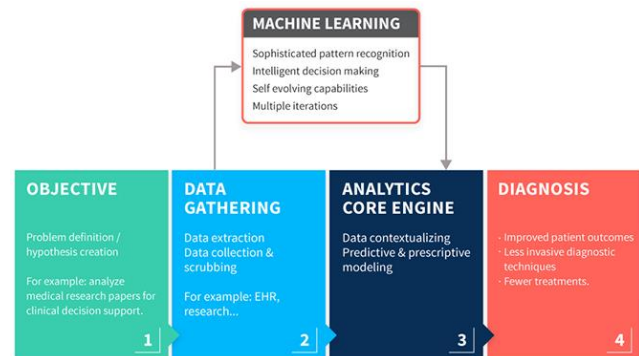 MACHINE LEARNING
Sophisticated pattern recognition
Intelligent decision making
Self evolving capabilities
Multiple iterations
OBJECTIVE
Problem definition /
hypothesis creation
For example: analyze
medical research papers for
clinical decision support.
1
DATA
GATHERING
Data extraction
Data collection &
scrubbing
For example: EHR,
research...
2
ANALYTICS
CORE ENGINE
Data contextualizing
Predictive & prescriptive
modeling
3
DIAGNOSIS
- Improved patient outcomes
- Less invasive diagnostic
techniques
- Fewer treatments.
4